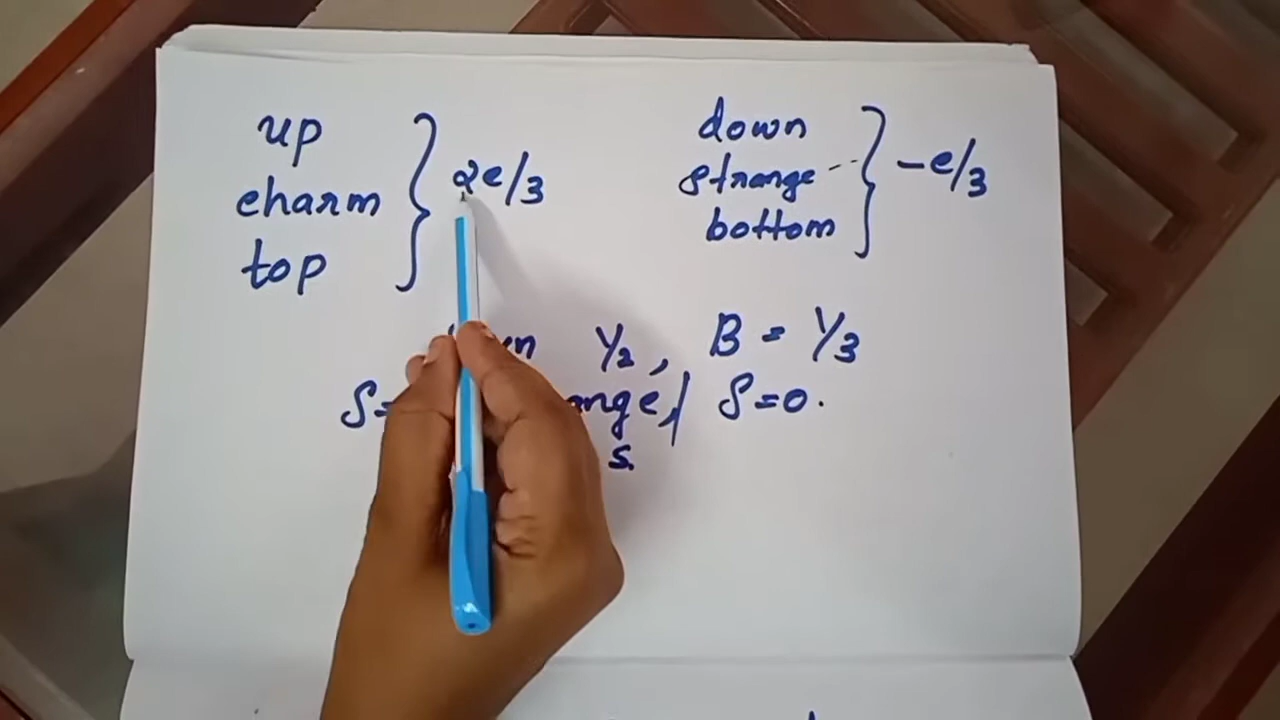 up
charm
top
2e/3
down
strange
bottom
-e/3
1/2, B = 1/3
S= S=0.
s.